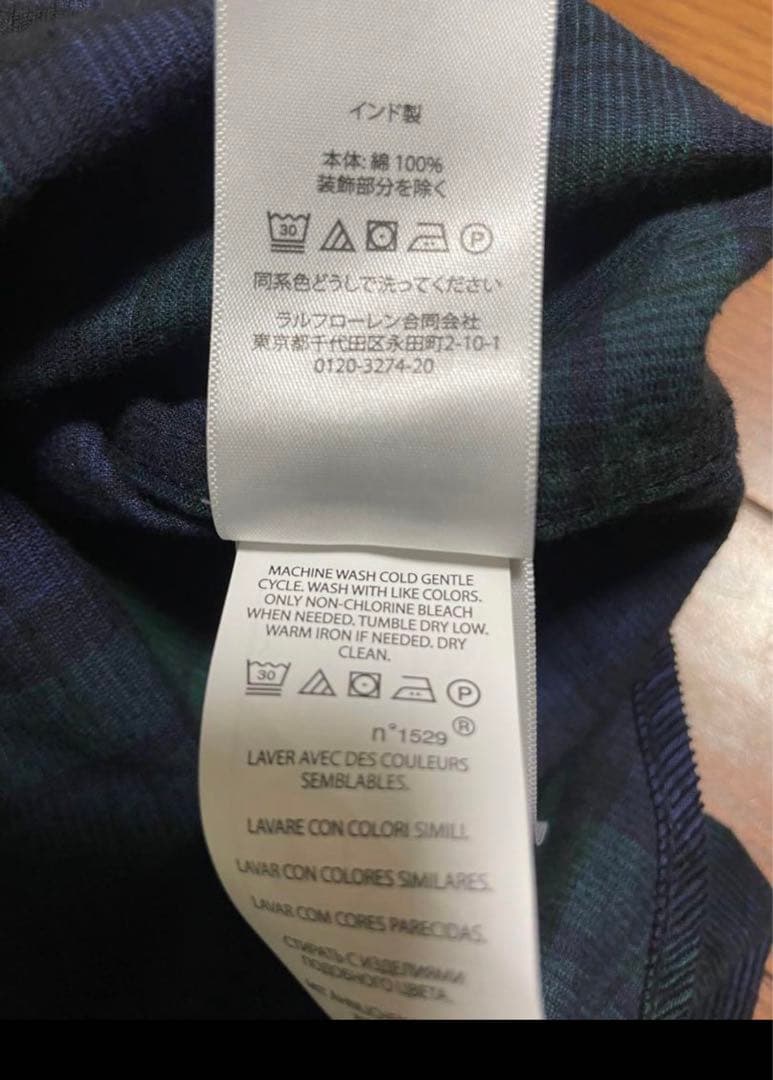 インド製
本体: 綿 100%
装飾部分を除く
30 P
同系色どうしで洗ってください
ラルフローレン合同会社
東京都千代田区永田町2-10-1
0120-3274-20
MACHINE WASH COLD GENTLE
CYCLE. WASH WITH LIKE COLORS.
ONLY NON-CHLORINE BLEACH
WHEN NEEDED. TUMBLE DRY LOW.
WARM IRON IF NEEDED. DRY
CLEAN.
30 P
n°1529 ®
LAVER AVEC DES COULEURS
SEMBLABLES.
LAVARE CON COLORI SIMILI.
LAVAR CON COLORES SIMILARES.
LAVAR COM CORES PARECIDAS.
СТИРАТЬ С ИЗДЕЛИЯМИ
ПОДОБНОГО ЦВЕТА.